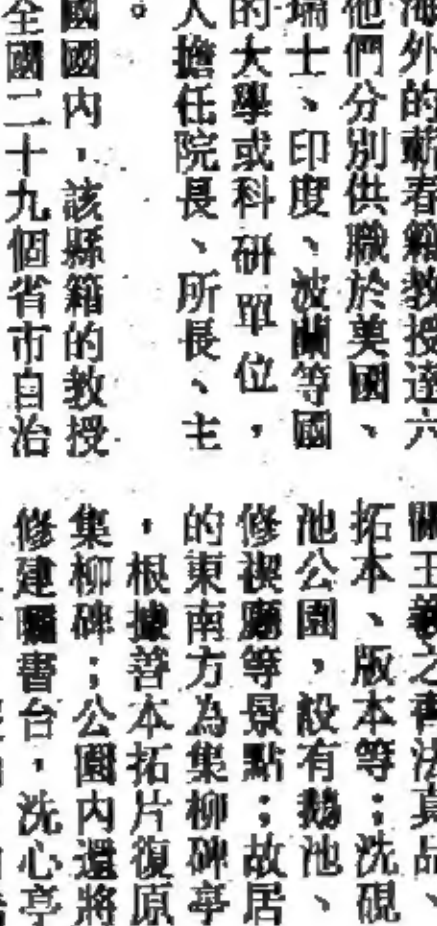 海外的蘄春籍教授達六
他們分別供職於美國、
瑞士、印度、波蘭等國
的大學或科研單位，
人擔任院長、所長、主
。
國國內，該縣籍的教授
全國二十九個省市自治
王羲之書法真品、
拓本、版本等；洗硯
池公園，設有鵝池、
修禊廳等景點；故居
的東南方為集柳碑亭
，根據善本拓片復原
集柳碑；公園內還將
修建曬書台，洗心亭